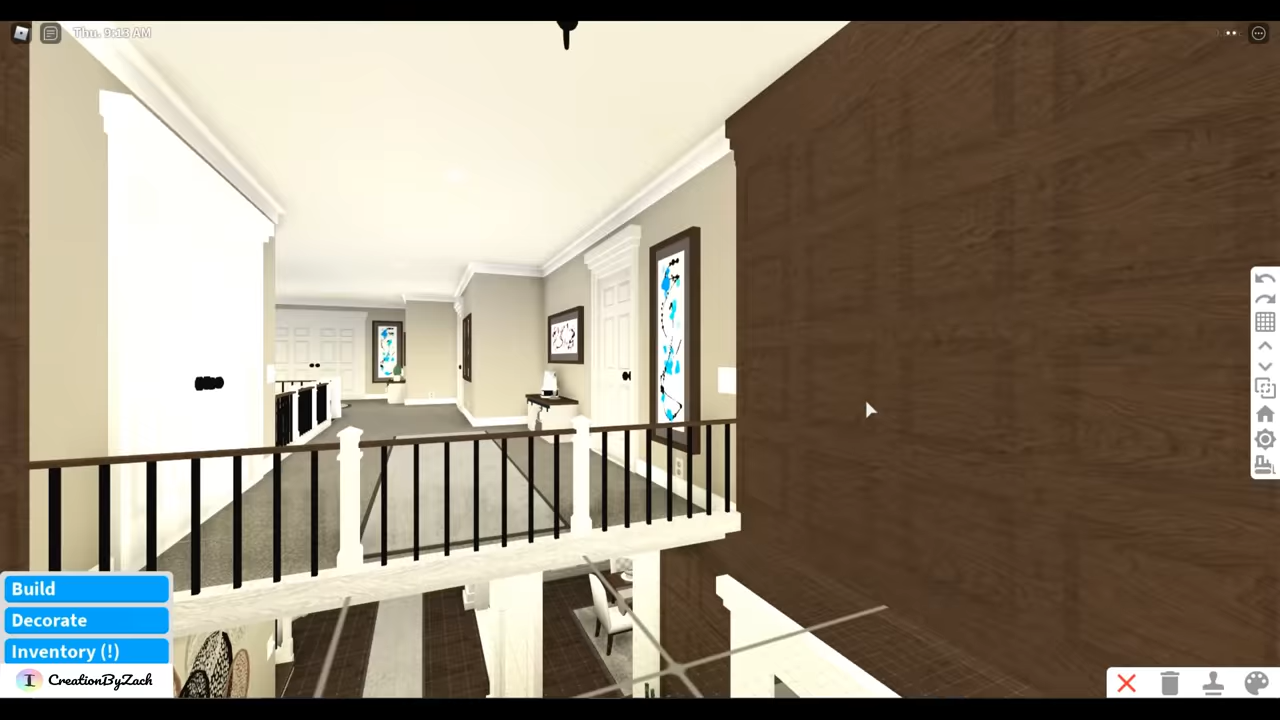 Thu. 9:13 AM
Build
Decorate
Inventory (!)
CreationByZach